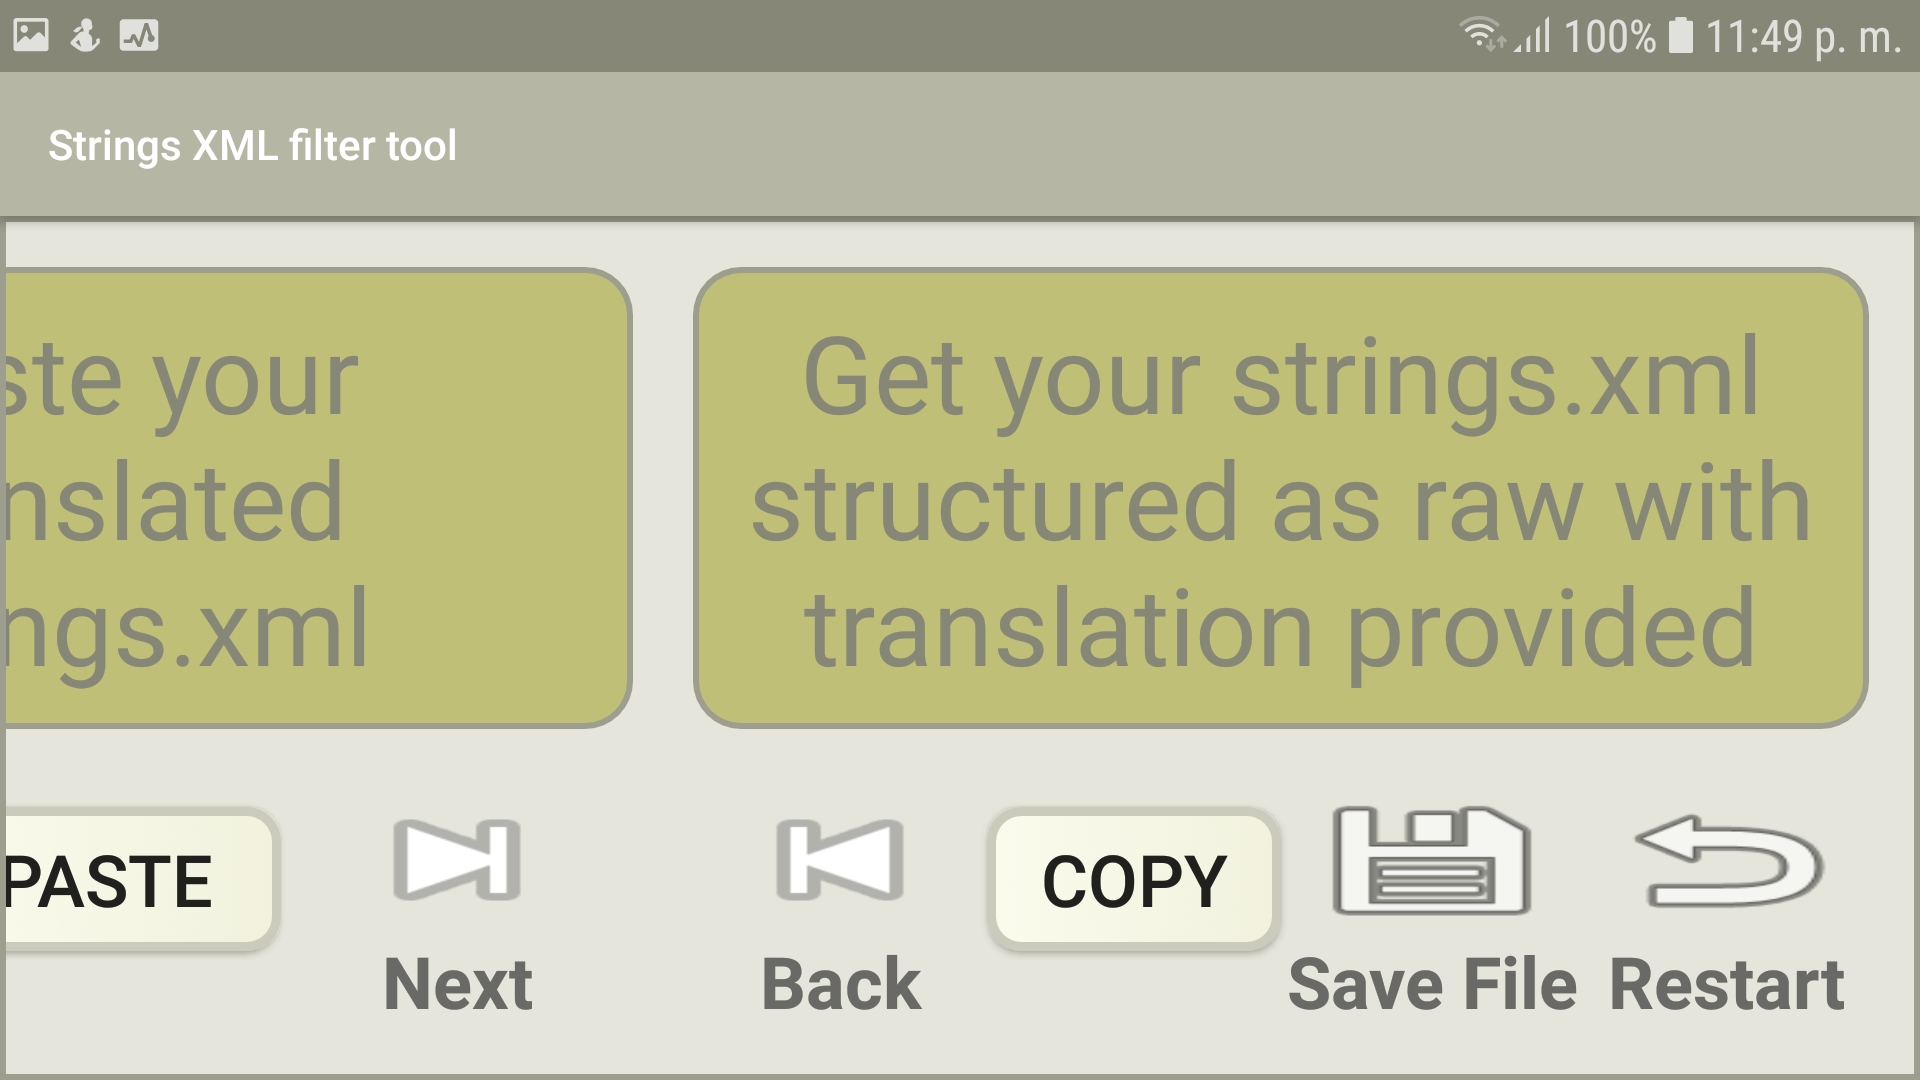 100% 11:49 p. m.
Strings XML filter tool
ste your
nslated
ngs.xml
Get your strings.xml
structured as raw with
translation provided
PASTE
Next
Back
COPY
Save File
Restart